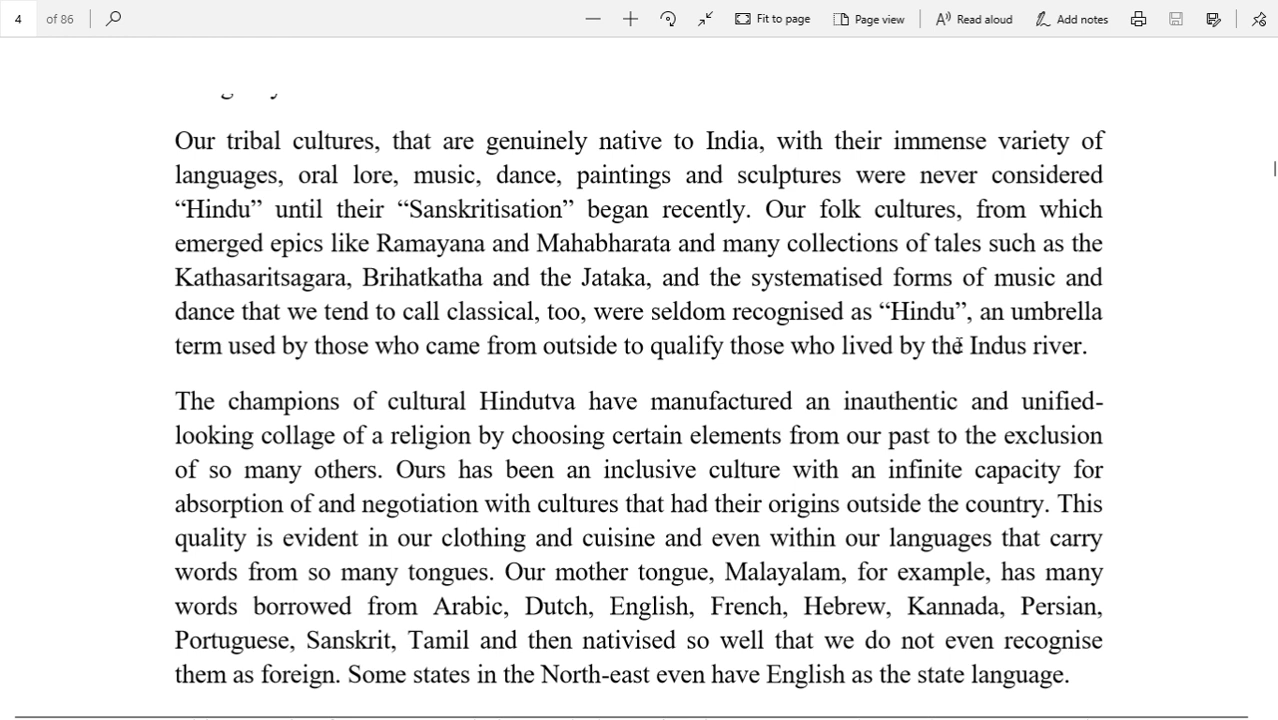 4 of 86 Fit to page Page view Read aloud Add notes
Our tribal cultures, that are genuinely native to India, with their immense variety of
languages, oral lore, music, dance, paintings and sculptures were never considered
“Hindu” until their “Sanskritisation” began recently. Our folk cultures, from which
emerged epics like Ramayana and Mahabharata and many collections of tales such as the
Kathasaritsagara, Brihatkatha and the Jataka, and the systematised forms of music and
dance that we tend to call classical, too, were seldom recognised as “Hindu”, an umbrella
term used by those who came from outside to qualify those who lived by the Indus river.
The champions of cultural Hindutva have manufactured an inauthentic and unified-
looking collage of a religion by choosing certain elements from our past to the exclusion
of so many others. Ours has been an inclusive culture with an infinite capacity for
absorption of and negotiation with cultures that had their origins outside the country. This
quality is evident in our clothing and cuisine and even within our languages that carry
words from so many tongues. Our mother tongue, Malayalam, for example, has many
words borrowed from Arabic, Dutch, English, French, Hebrew, Kannada, Persian,
Portuguese, Sanskrit, Tamil and then nativised so well that we do not even recognise
them as foreign. Some states in the North-east even have English as the state language.